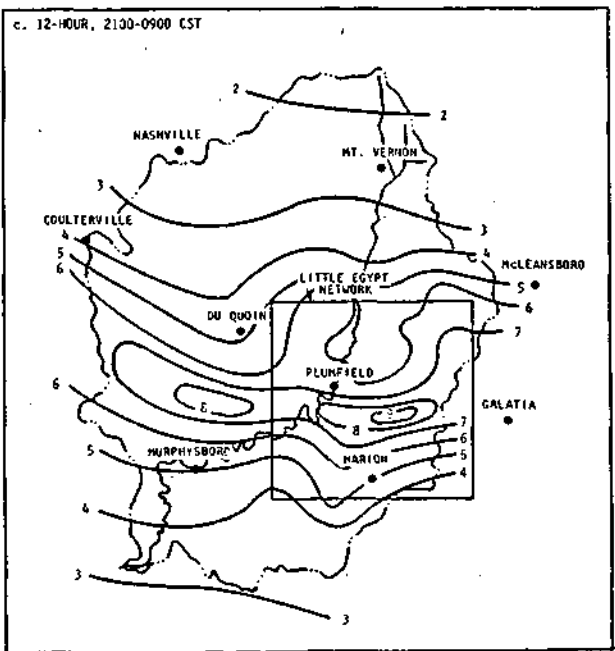 c. 12-HOUR, 2100-0900 CST
2
2
NASHVILLE
MT. VERNON
3
3
COULTERVILLE
4
4
5
McLEANSBORO
6
LITTLE EGYPT
NETWORK
5
6
DU QUOIN
7
PLUMFIELD
6
8
9
GALATIA
8
7
MURPHYSBORO
6
5
MARION
5
4
4
3
3